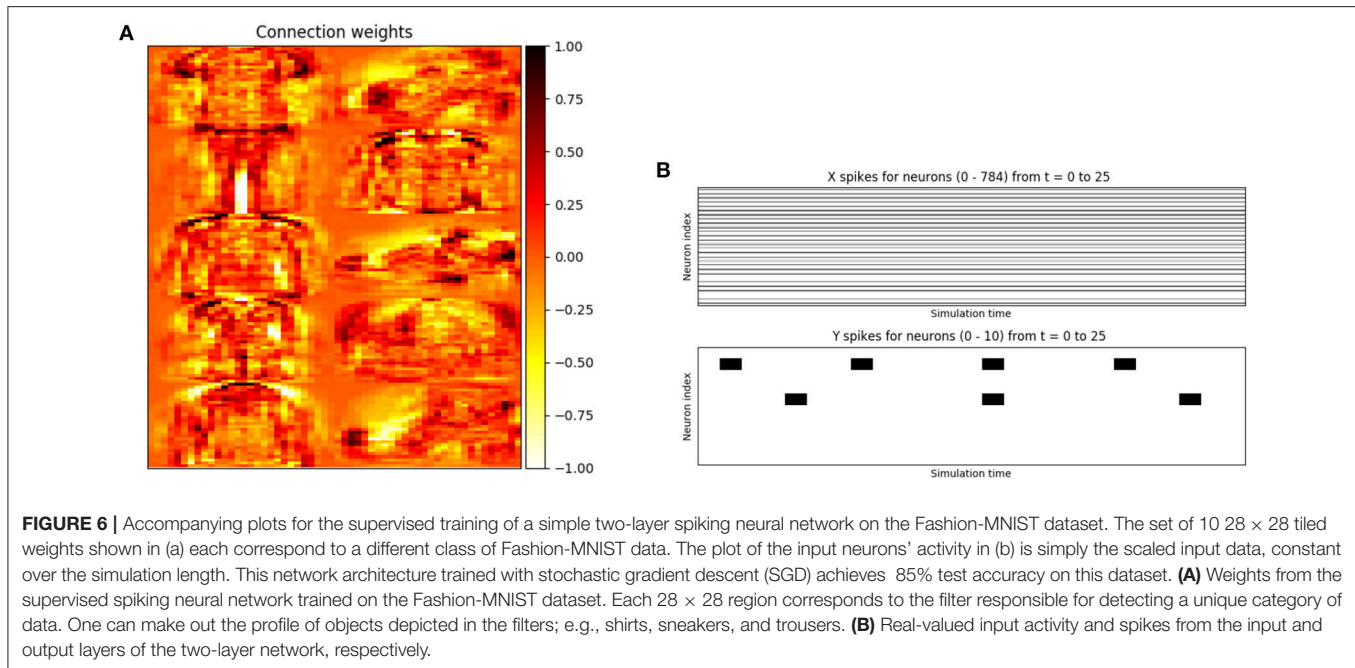 A
Connection weights
1.00
0.75
0.50
0.25
0.00
−0.25
−0.50
−0.75
−1.00
B
X spikes for neurons (0 - 784) from t = 0 to 25
Neuron index
Simulation time
Y spikes for neurons (0 - 10) from t = 0 to 25
Neuron index
Simulation time
FIGURE 6 | Accompanying plots for the supervised training of a simple two-layer spiking neural network on the Fashion-MNIST dataset. The set of 10 28 × 28 tiled
weights shown in (a) each correspond to a different class of Fashion-MNIST data. The plot of the input neurons' activity in (b) is simply the scaled input data, constant
over the simulation length. This network architecture trained with stochastic gradient descent (SGD) achieves 85% test accuracy on this dataset. (A) Weights from the
supervised spiking neural network trained on the Fashion-MNIST dataset. Each 28 × 28 region corresponds to the filter responsible for detecting a unique category of
data. One can make out the profile of objects depicted in the filters; e.g., shirts, sneakers, and trousers. (B) Real-valued input activity and spikes from the input and
output layers of the two-layer network, respectively.